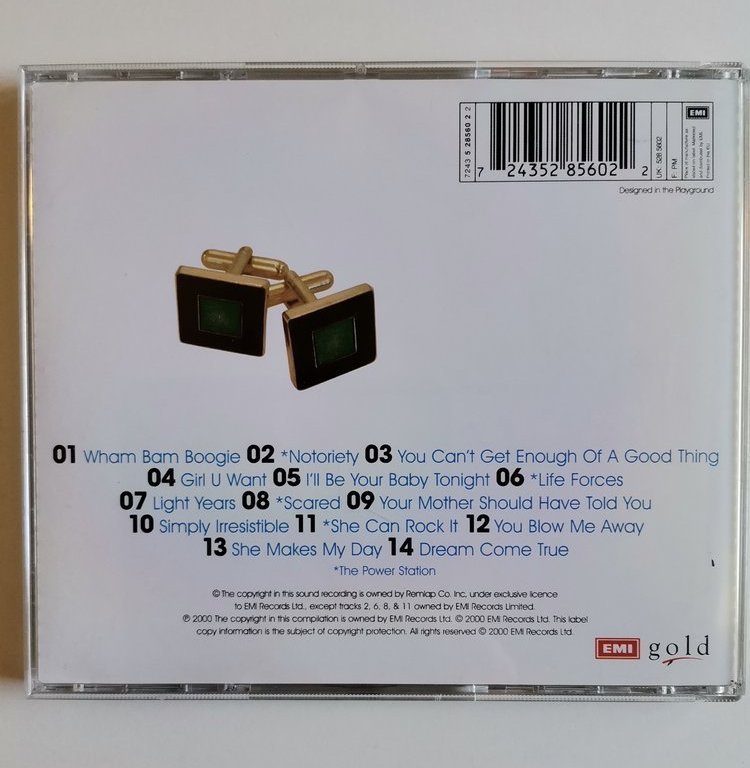 7243 5 28560 2 2
7 24352 85602 2
UK: 528 5602
F: PM
EMI
Designed in the Playground
01 Wham Bam Boogie 02 *Notoriety 03 You Can't Get Enough Of A Good Thing
04 Girl U Want 05 I'll Be Your Baby Tonight 06 *Life Forces
07 Light Years 08 *Scared 09 Your Mother Should Have Told You
10 Simply Irresistible 11 *She Can Rock It 12 You Blow Me Away
13 She Makes My Day 14 Dream Come True
*The Power Station
© The copyright in this sound recording is owned by Remlap Co. Inc. under exclusive licence
to EMI Records Ltd., except tracks 2, 6, 8, & 11 owned by EMI Records Limited.
℗ 2000 The copyright in this compilation is owned by EMI Records Ltd. © 2000 EMI Records Ltd. This label
copy information is the subject of copyright protection. All rights reserved © 2000 EMI Records Ltd.
EMI gold